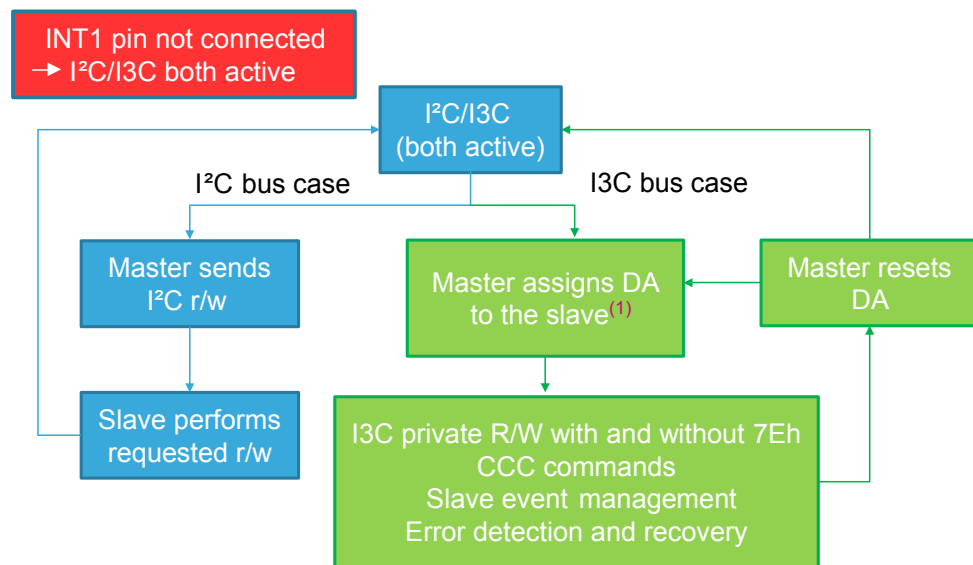 INT1 pin not connected
→ I²C/I3C both active
I²C/I3C
(both active)
I²C bus case
I3C bus case
Master sends
I²C r/w
Master assigns DA
to the slave(1)
Master resets
DA
Slave performs
requested r/w
I3C private R/W with and without 7Eh
CCC commands
Slave event management
Error detection and recovery